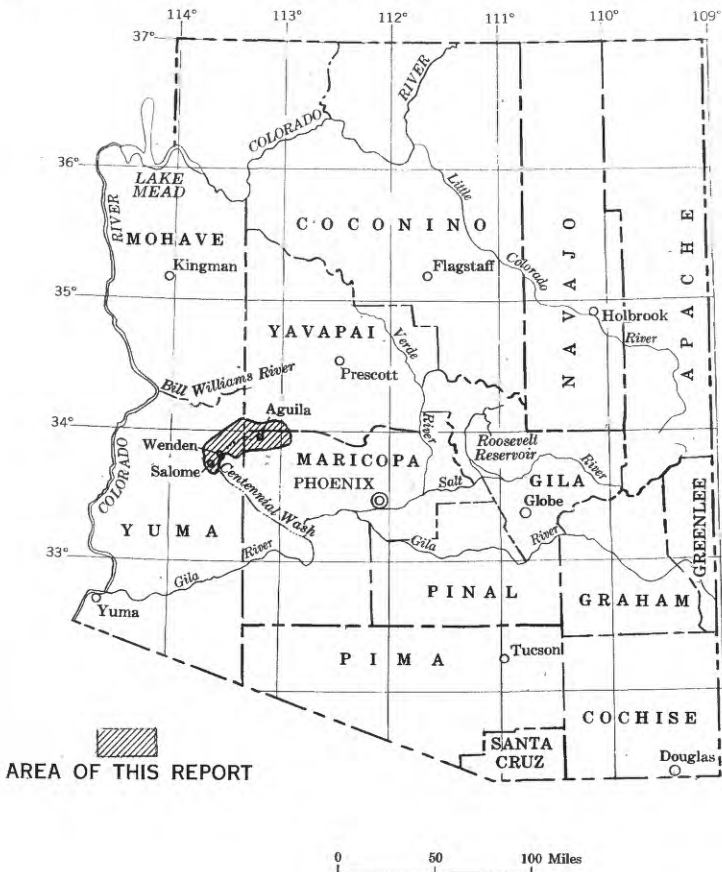 114° 113° 112° 111° 110° 109°
37°
COLORADO
RIVER
36°
LAKE
MEAD
Little
RIVER
COCONINO
NAVAJO
APACHE
MOHAVE
Kingman
Flagstaff
Colorado
35°
Holbrook
River
YAVAPAI
Verde
Prescott
Bill Williams River
34°
Aguila
River
Wenden
Roosevelt
Reservoir
Salome
MARICOPA
COLORADO
Centennial Wash
PHOENIX
Salt
GILA
River
Globe
GREENLEE
YUMA
33°
Gila
River
Gila
River
PINAL
GRAHAM
Yuma
Tucson
PIMA
COCHISE
SANTA
CRUZ
Douglas
AREA OF THIS REPORT
0 50 100 Miles